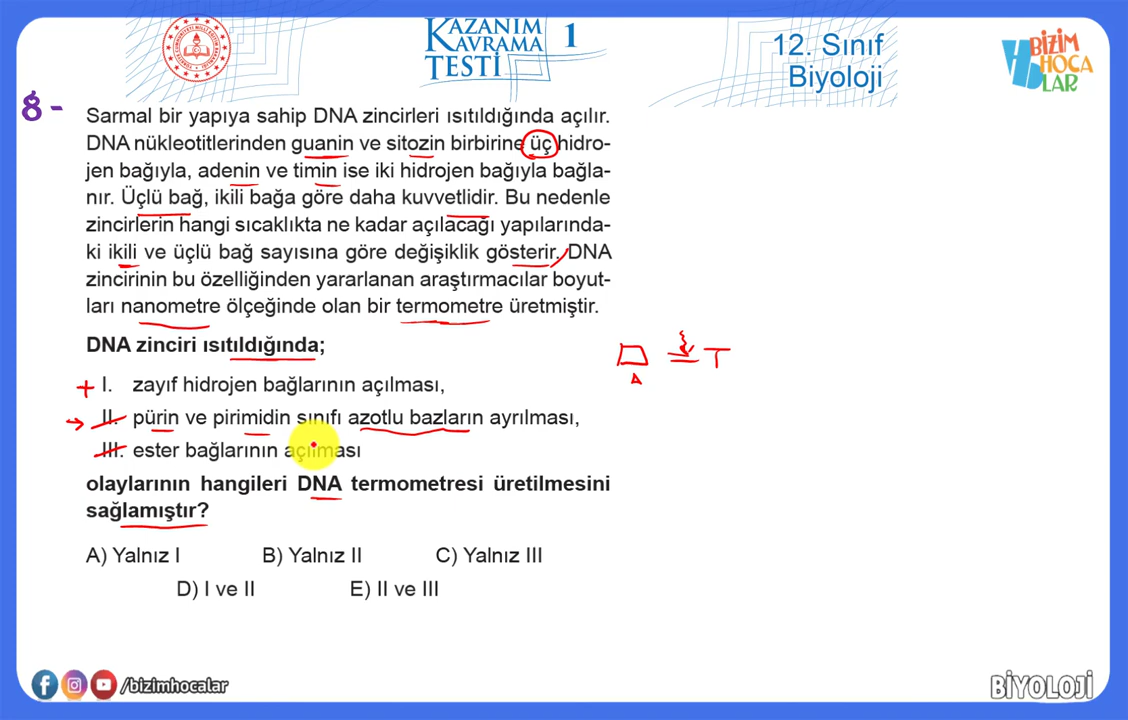 KAZANIM
KAVRAMA
TESTİ
1
12. Sınıf
Biyoloji
BİZİM
HOCA
LAR
8-
Sarmal bir yapıya sahip DNA zincirleri ısıtıldığında açılır.
DNA nükleotitlerinden guanin ve sitozin birbirine üç hidro-
jen bağıyla, adenin ve timin ise iki hidrojen bağıyla bağla-
nır. Üçlü bağ, ikili bağa göre daha kuvvetlidir. Bu nedenle
zincirlerin hangi sıcaklıkta ne kadar açılacağı yapılarında-
ki ikili ve üçlü bağ sayısına göre değişiklik gösterir. DNA
zincirinin bu özelliğinden yararlanan araştırmacılar boyut-
ları nanometre ölçeğinde olan bir termometre üretmiştir.
DNA zinciri ısıtıldığında;
+ I. zayıf hidrojen bağlarının açılması,
II. pürin ve pirimidin sınıfı azotlu bazların ayrılması,
III. ester bağlarının açılması
olaylarının hangileri DNA termometresi üretilmesini
sağlamıştır?
A) Yalnız I B) Yalnız II C) Yalnız III
D) I ve II E) II ve III
T
A
/bizimhocalar
BİYOLOJİ